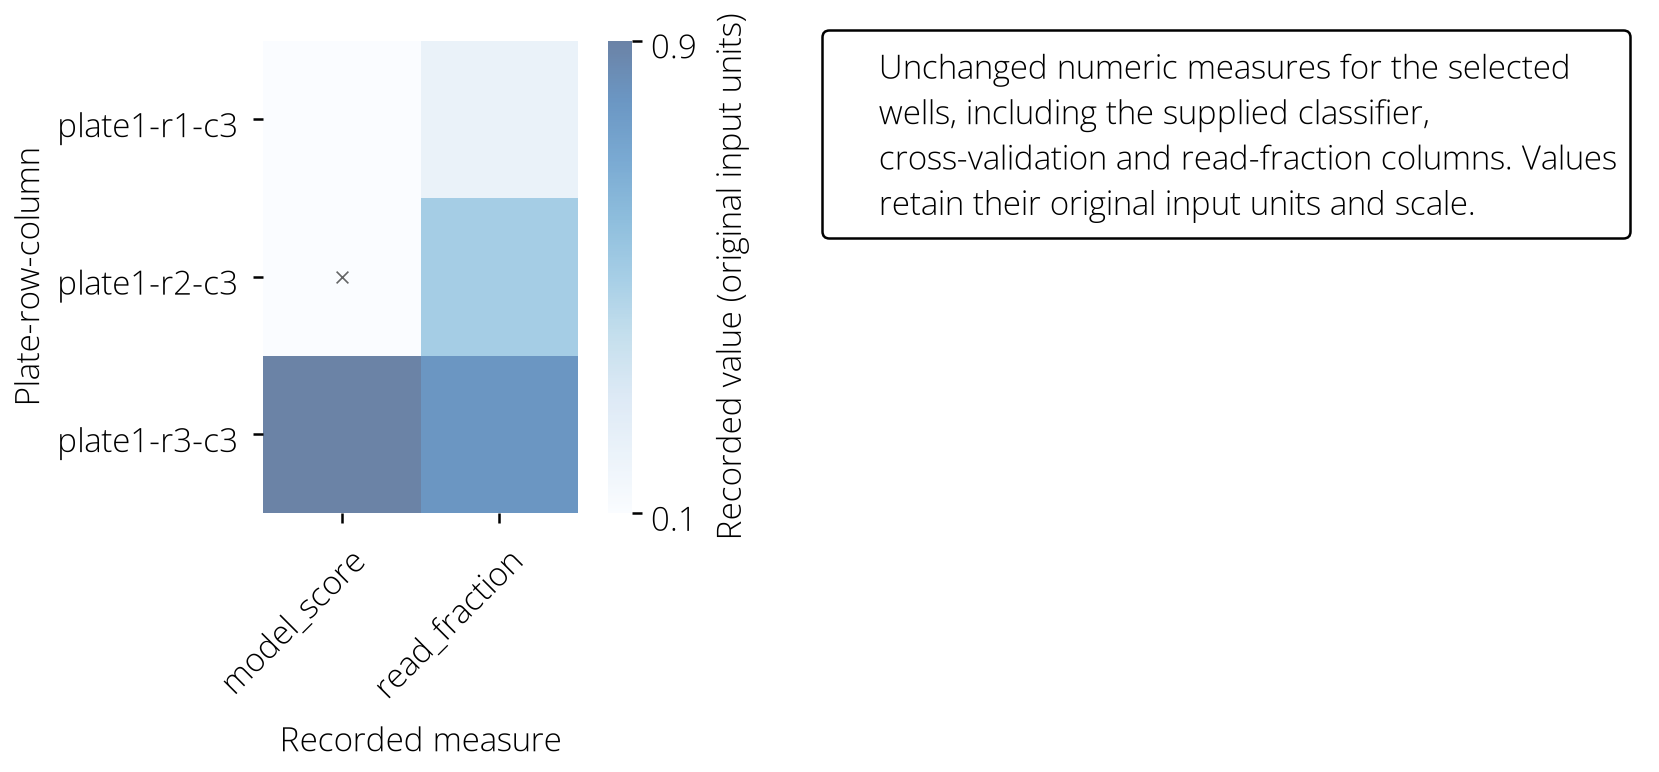 Plate-row-column
plate1-r1-c3
plate1-r2-c3
×
plate1-r3-c3
model_score
read_fraction
Recorded measure
0.9
0.1
Recorded value (original input units)
Unchanged numeric measures for the selected
wells, including the supplied classifier,
cross-validation and read-fraction columns. Values
retain their original input units and scale.